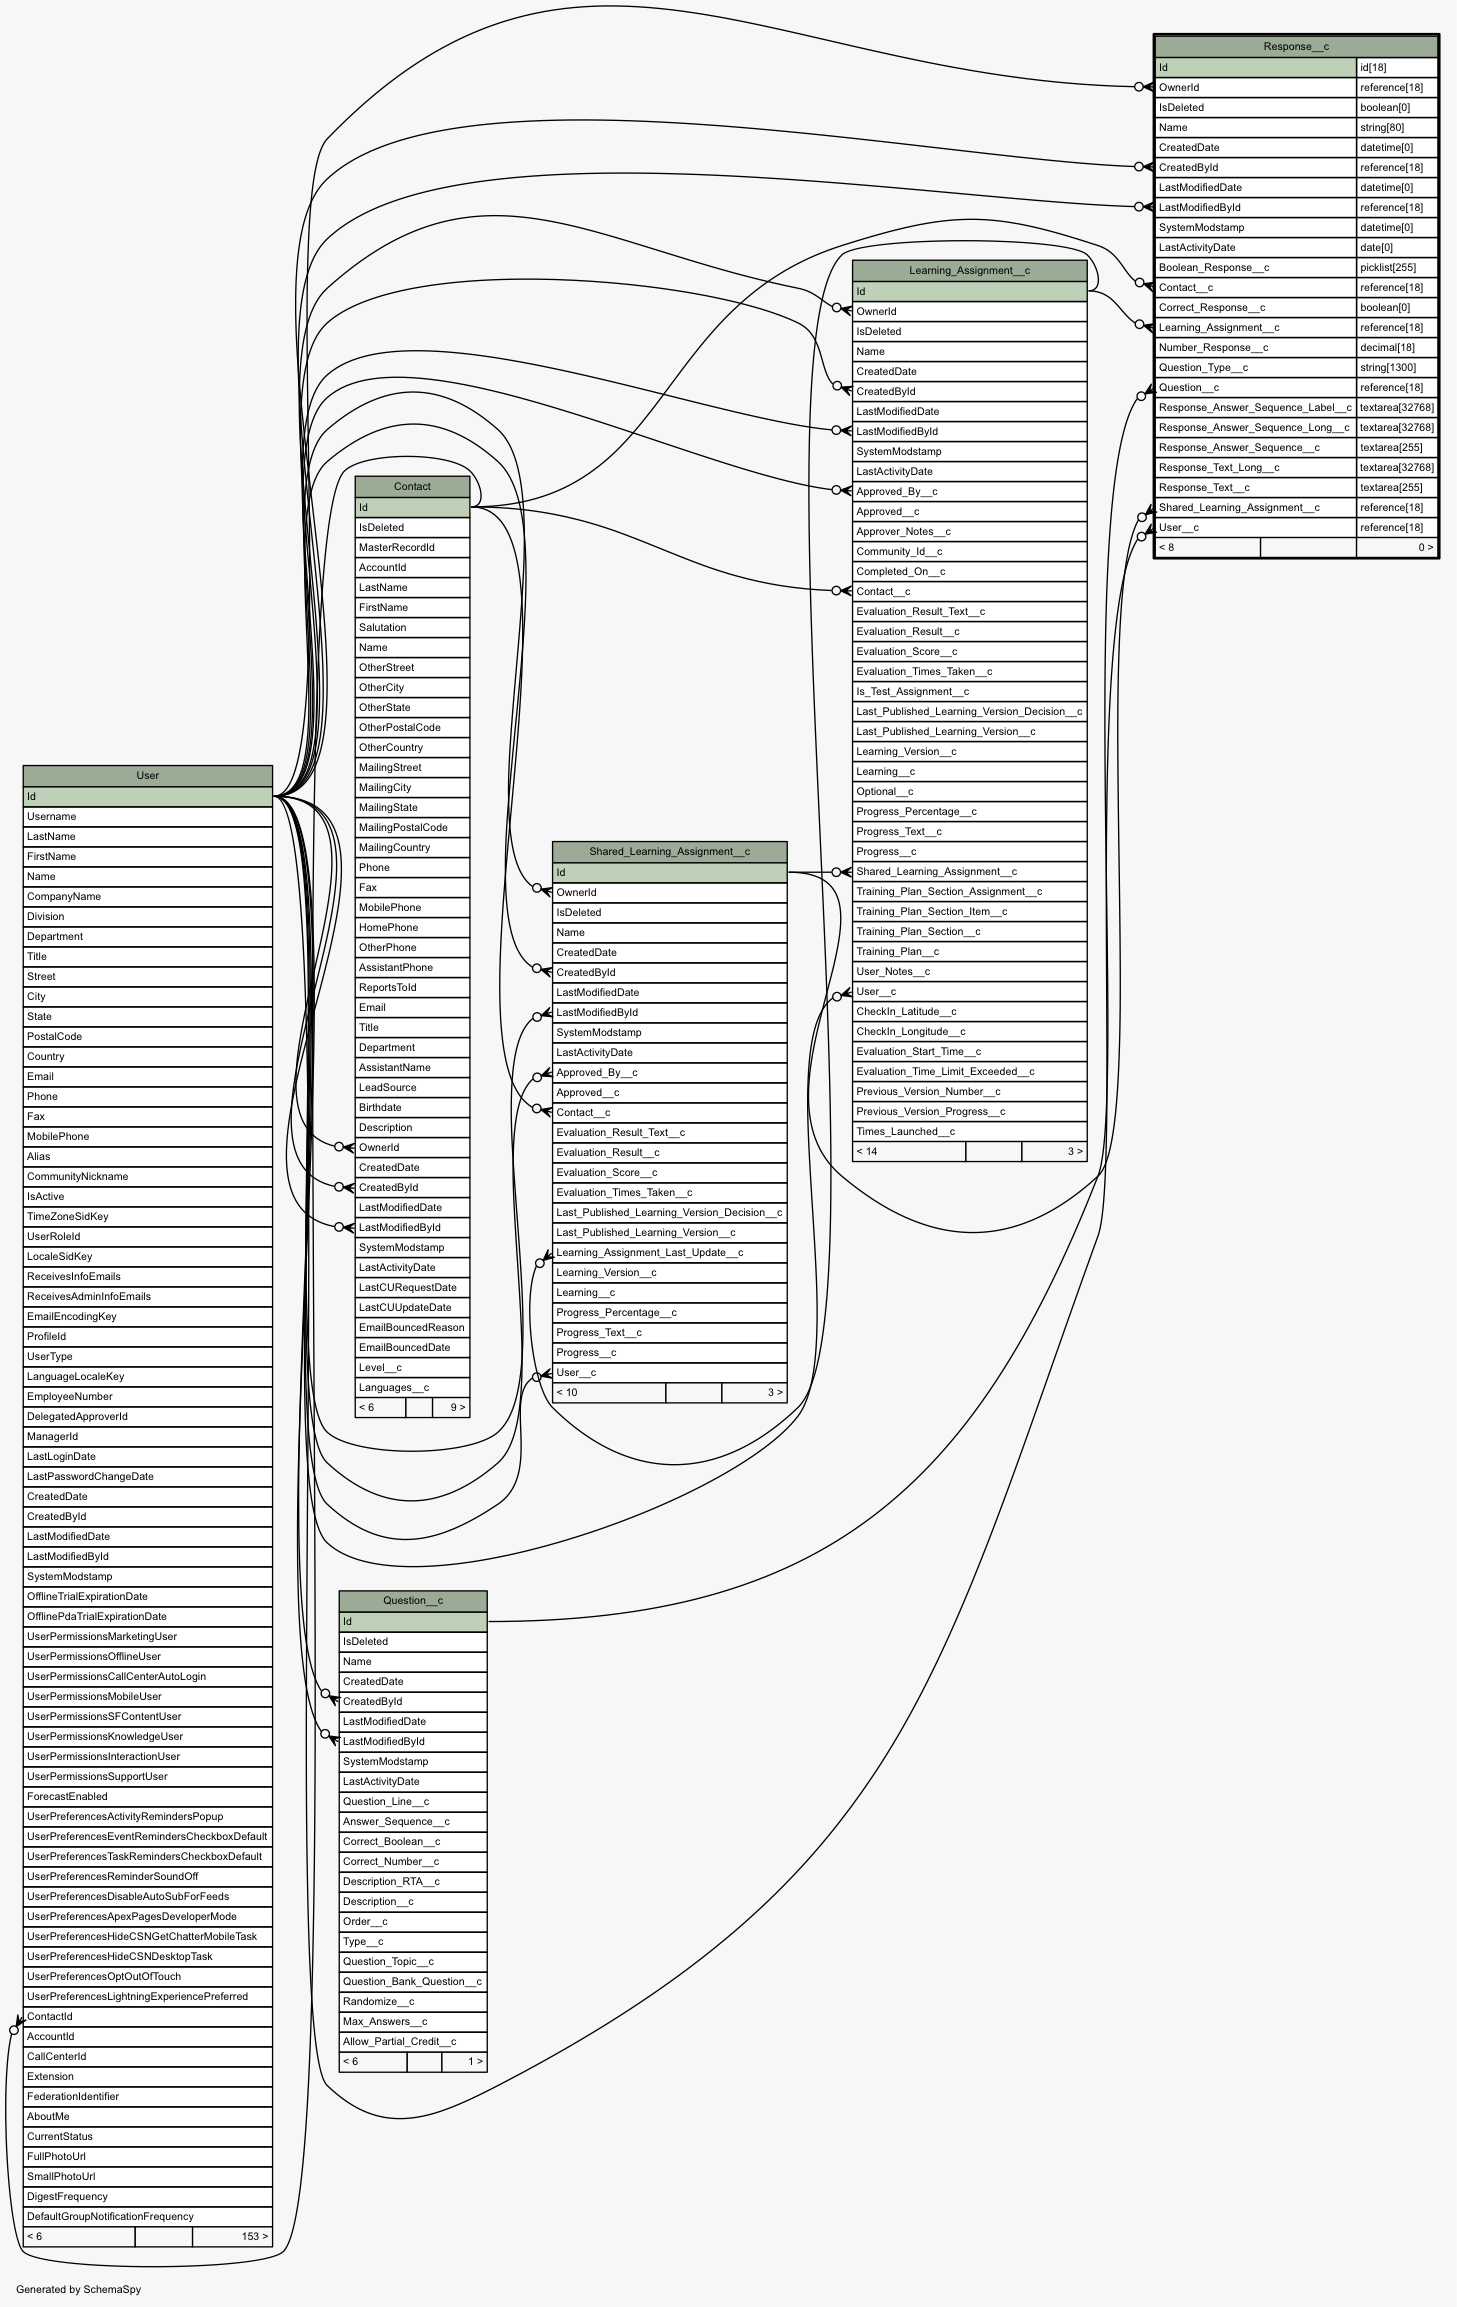 Response__c
Id id[18]
OwnerId reference[18]
IsDeleted boolean[0]
Name string[80]
CreatedDate datetime[0]
CreatedById reference[18]
LastModifiedDate datetime[0]
LastModifiedById reference[18]
SystemModstamp datetime[0]
LastActivityDate date[0]
Boolean_Response__c picklist[255]
Contact__c reference[18]
Correct_Response__c boolean[0]
Learning_Assignment__c reference[18]
Number_Response__c decimal[18]
Question_Type__c string[1300]
Question__c reference[18]
Response_Answer_Sequence_Label__c textarea[32768]
Response_Answer_Sequence_Long__c textarea[32768]
Response_Answer_Sequence__c textarea[255]
Response_Text_Long__c textarea[32768]
Response_Text__c textarea[255]
Shared_Learning_Assignment__c reference[18]
User__c reference[18]
< 8 0 >
Learning_Assignment__c
Id
OwnerId
IsDeleted
Name
CreatedDate
CreatedById
LastModifiedDate
LastModifiedById
SystemModstamp
LastActivityDate
Approved_By__c
Approved__c
Approver_Notes__c
Community_Id__c
Completed_On__c
Contact__c
Evaluation_Result_Text__c
Evaluation_Result__c
Evaluation_Score__c
Evaluation_Times_Taken__c
Is_Test_Assignment__c
Last_Published_Learning_Version_Decision__c
Last_Published_Learning_Version__c
Learning_Version__c
Learning__c
Optional__c
Progress_Percentage__c
Progress_Text__c
Progress__c
Shared_Learning_Assignment__c
Training_Plan_Section_Assignment__c
Training_Plan_Section_Item__c
Training_Plan_Section__c
Training_Plan__c
User_Notes__c
User__c
CheckIn_Latitude__c
CheckIn_Longitude__c
Evaluation_Start_Time__c
Evaluation_Time_Limit_Exceeded__c
Previous_Version_Number__c
Previous_Version_Progress__c
Times_Launched__c
< 14 3 >
Contact
Id
IsDeleted
MasterRecordId
AccountId
LastName
FirstName
Salutation
Name
OtherStreet
OtherCity
OtherState
OtherPostalCode
OtherCountry
MailingStreet
MailingCity
MailingState
MailingPostalCode
MailingCountry
Phone
Fax
MobilePhone
HomePhone
OtherPhone
AssistantPhone
ReportsToId
Email
Title
Department
AssistantName
LeadSource
Birthdate
Description
OwnerId
CreatedDate
CreatedById
LastModifiedDate
LastModifiedById
SystemModstamp
LastActivityDate
LastCURequestDate
LastCUUpdateDate
EmailBouncedReason
EmailBouncedDate
Level__c
Languages__c
< 6 9 >
User
Id
Username
LastName
FirstName
Name
CompanyName
Division
Department
Title
Street
City
State
PostalCode
Country
Email
Phone
Fax
MobilePhone
Alias
CommunityNickname
IsActive
TimeZoneSidKey
UserRoleId
LocaleSidKey
ReceivesInfoEmails
ReceivesAdminInfoEmails
EmailEncodingKey
ProfileId
UserType
LanguageLocaleKey
EmployeeNumber
DelegatedApproverId
ManagerId
LastLoginDate
LastPasswordChangeDate
CreatedDate
CreatedById
LastModifiedDate
LastModifiedById
SystemModstamp
OfflineTrialExpirationDate
OfflinePdaTrialExpirationDate
UserPermissionsMarketingUser
UserPermissionsOfflineUser
UserPermissionsCallCenterAutoLogin
UserPermissionsMobileUser
UserPermissionsSFContentUser
UserPermissionsKnowledgeUser
UserPermissionsInteractionUser
UserPermissionsSupportUser
ForecastEnabled
UserPreferencesActivityRemindersPopup
UserPreferencesEventRemindersCheckboxDefault
UserPreferencesTaskRemindersCheckboxDefault
UserPreferencesReminderSoundOff
UserPreferencesDisableAutoSubForFeeds
UserPreferencesApexPagesDeveloperMode
UserPreferencesHideCSNGetChatterMobileTask
UserPreferencesHideCSNDesktopTask
UserPreferencesOptOutOfTouch
UserPreferencesLightningExperiencePreferred
ContactId
AccountId
CallCenterId
Extension
FederationIdentifier
AboutMe
CurrentStatus
FullPhotoUrl
SmallPhotoUrl
DigestFrequency
DefaultGroupNotificationFrequency
< 6 153 >
Shared_Learning_Assignment__c
Id
OwnerId
IsDeleted
Name
CreatedDate
CreatedById
LastModifiedDate
LastModifiedById
SystemModstamp
LastActivityDate
Approved_By__c
Approved__c
Contact__c
Evaluation_Result_Text__c
Evaluation_Result__c
Evaluation_Score__c
Evaluation_Times_Taken__c
Last_Published_Learning_Version_Decision__c
Last_Published_Learning_Version__c
Learning_Assignment_Last_Update__c
Learning_Version__c
Learning__c
Progress_Percentage__c
Progress_Text__c
Progress__c
User__c
< 10 3 >
Question__c
Id
IsDeleted
Name
CreatedDate
CreatedById
LastModifiedDate
LastModifiedById
SystemModstamp
LastActivityDate
Question_Line__c
Answer_Sequence__c
Correct_Boolean__c
Correct_Number__c
Description_RTA__c
Description__c
Order__c
Type__c
Question_Topic__c
Question_Bank_Question__c
Randomize__c
Max_Answers__c
Allow_Partial_Credit__c
< 6 1 >
Generated by SchemaSpy